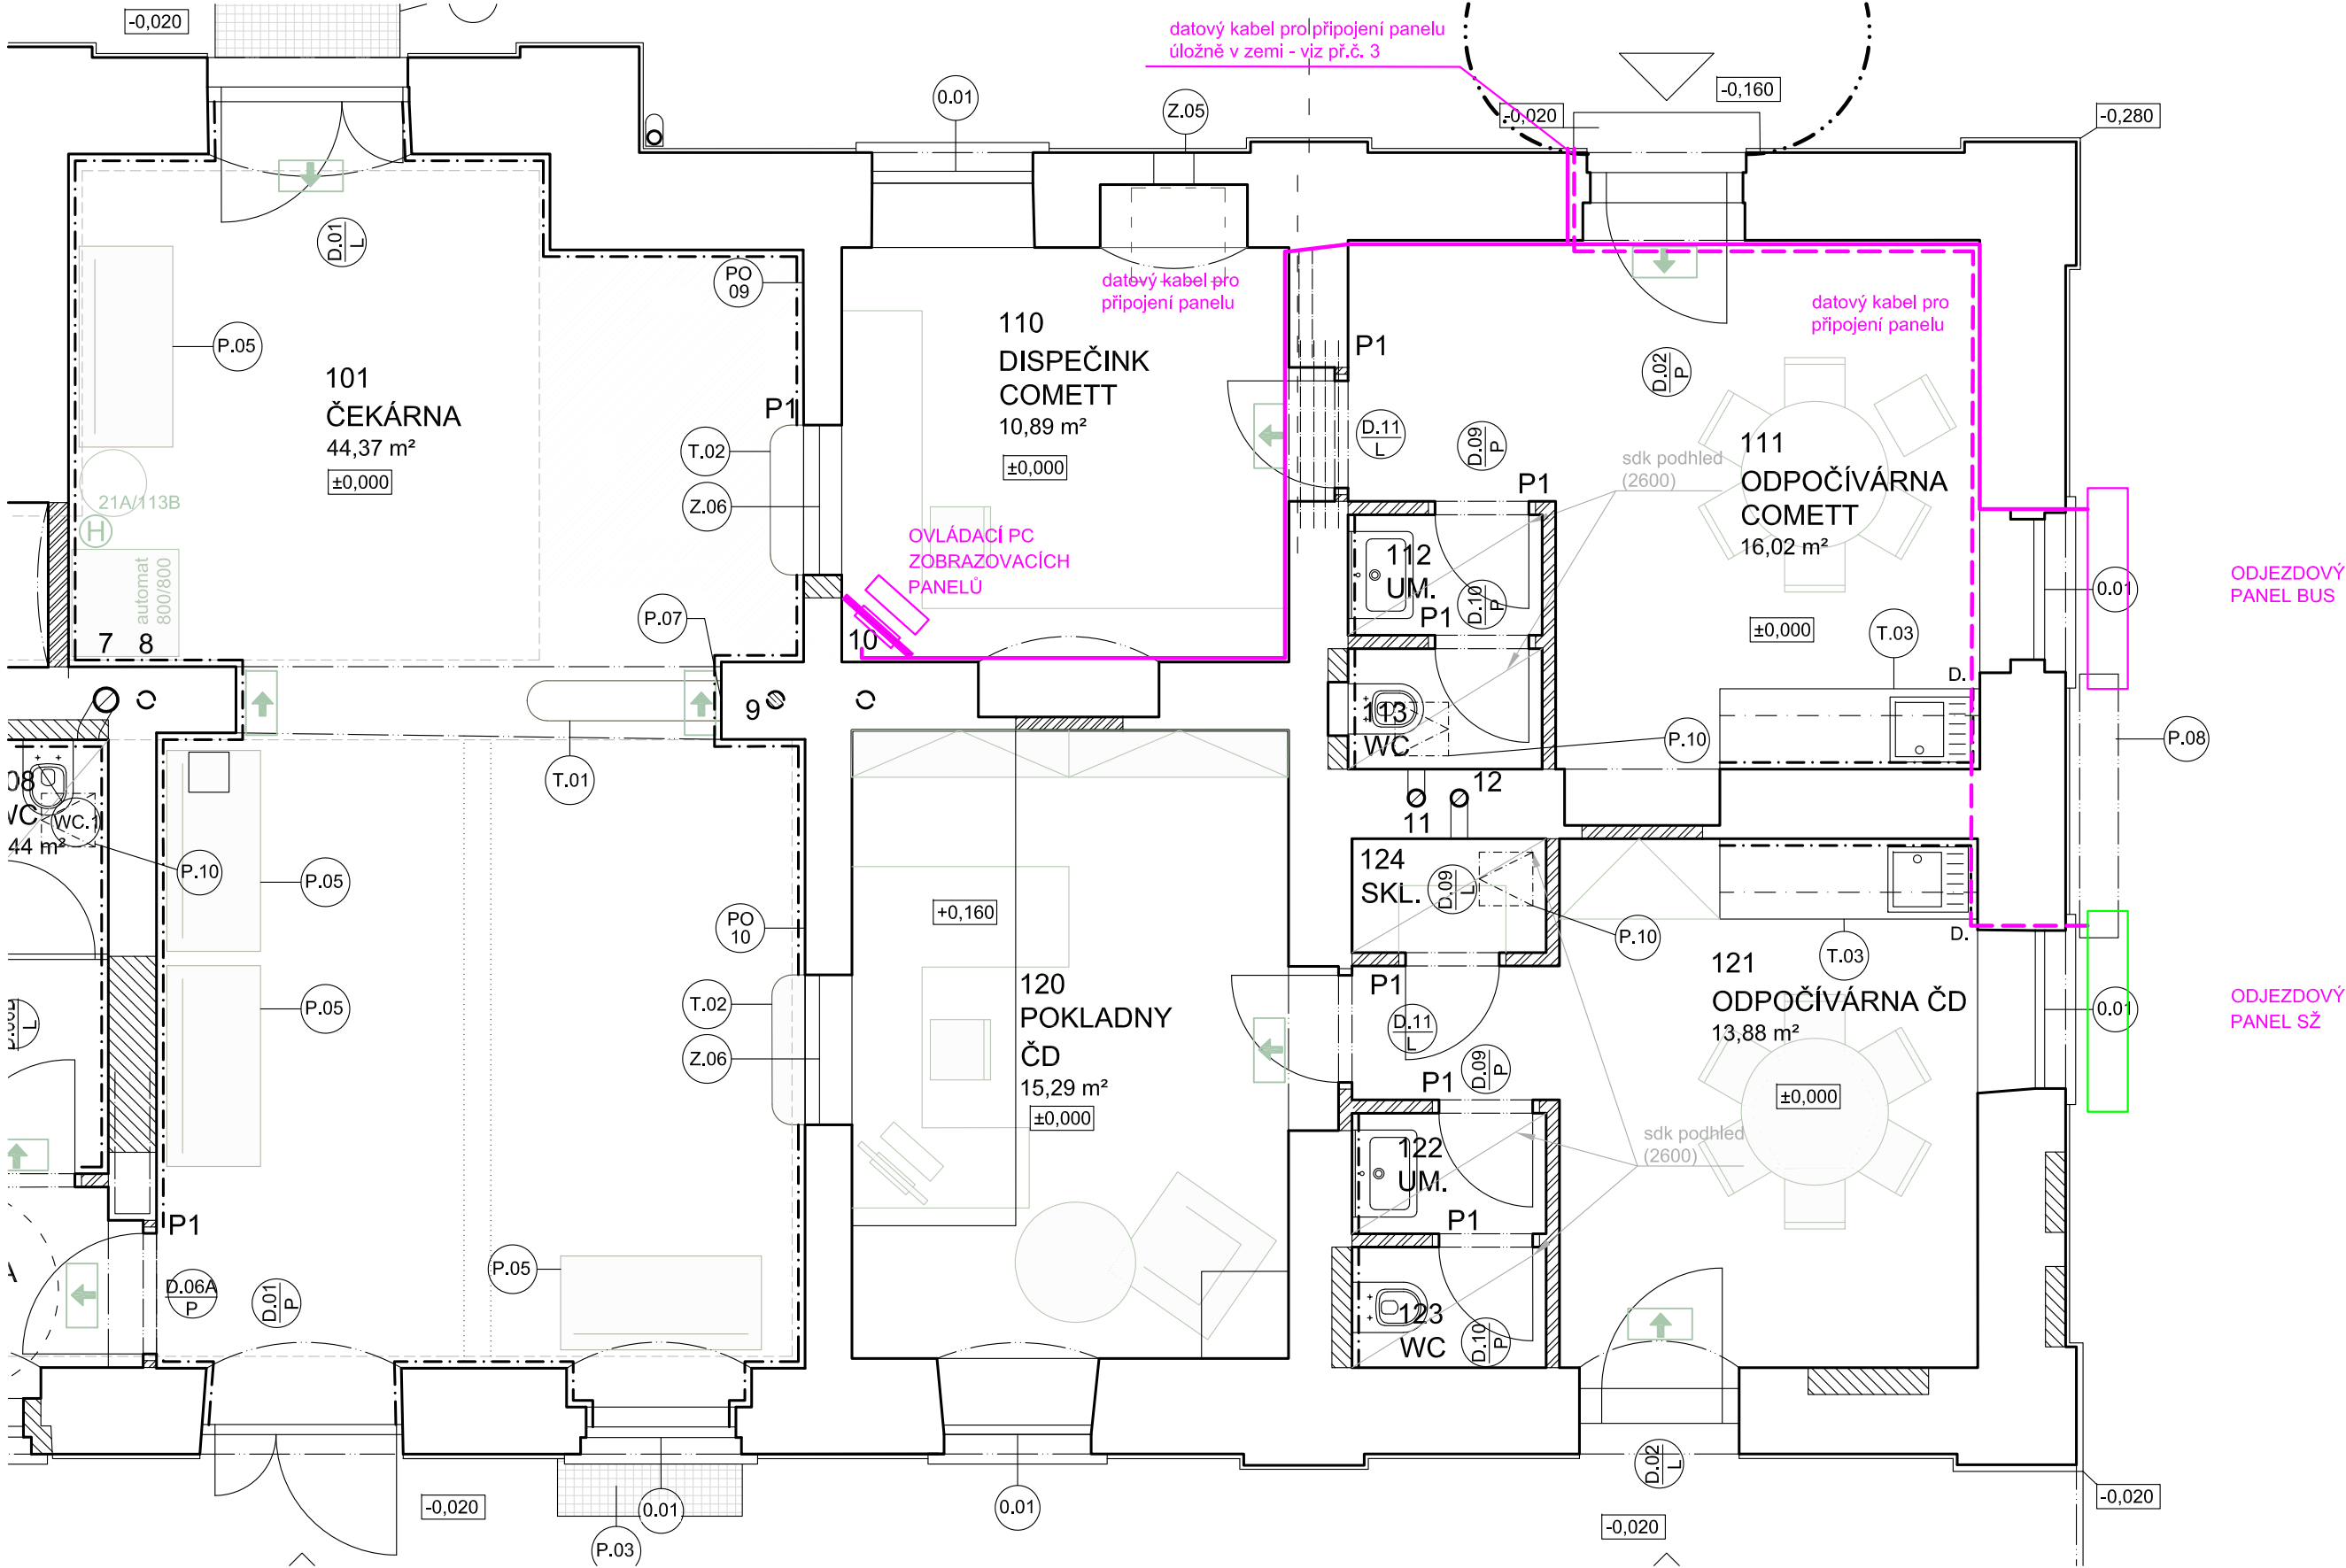 -0,020
datový kabel pro připojení panelu
úložně v zemi - viz př.č. 3
0.01
Z.05
-0,020
-0,160
-0,280
D.01
L
PO
09
datový kabel pro
připojení panelu
datový kabel pro
připojení panelu
P.05
101
ČEKÁRNA
44,37 m²
±0,000
P1
110
DISPEČINK
COMETT
10,89 m²
±0,000
P1
D.02
P
T.02
Z.06
D.11
L
D.09
P
sdk podhled
(2600)
P1
111
ODPOČÍVÁRNA
COMETT
16,02 m²
±0,000
21A/113B
H
automat
800/800
7
8
OVLÁDACÍ PC
ZOBRAZOVACÍCH
PANELŮ
10
P.07
112
UM.
D.10
P
P1
ODJEZDOVÝ
PANEL BUS
0.01
T.03
D.
9
T.01
113
WC
P.10
P.08
12
11
WC.1
44 m²
P.10
P.05
PO
10
+0,160
124
SKL.
D.09
L
P.10
T.03
D.
P.05
T.02
Z.06
120
POKLADNY
ČD
15,29 m²
±0,000
P1
D.11
L
D.09
P
P1
121
ODPOČÍVÁRNA ČD
13,88 m²
±0,000
0.01
ODJEZDOVÝ
PANEL SŽ
L
sdk podhled
(2600)
122
UM.
P1
P1
P.05
D.06A
P
D.01
P
123
WC
D.10
P
D.02
L
-0,020
0.01
P.03
0.01
-0,020
-0,020